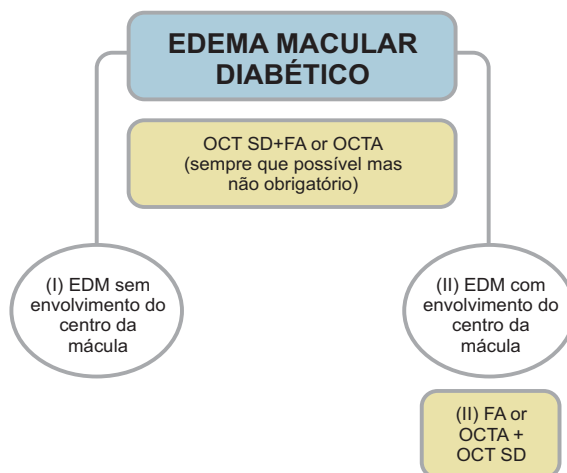 EDEMA MACULAR
DIABÉTICO
OCT SD+FA or OCTA
(sempre que possível mas
não obrigatório)
(I) EDM sem
envolvimento do
centro da
mácula
(II) EDM com
envolvimento do
centro da
mácula
(II) FA or
OCTA +
OCT SD